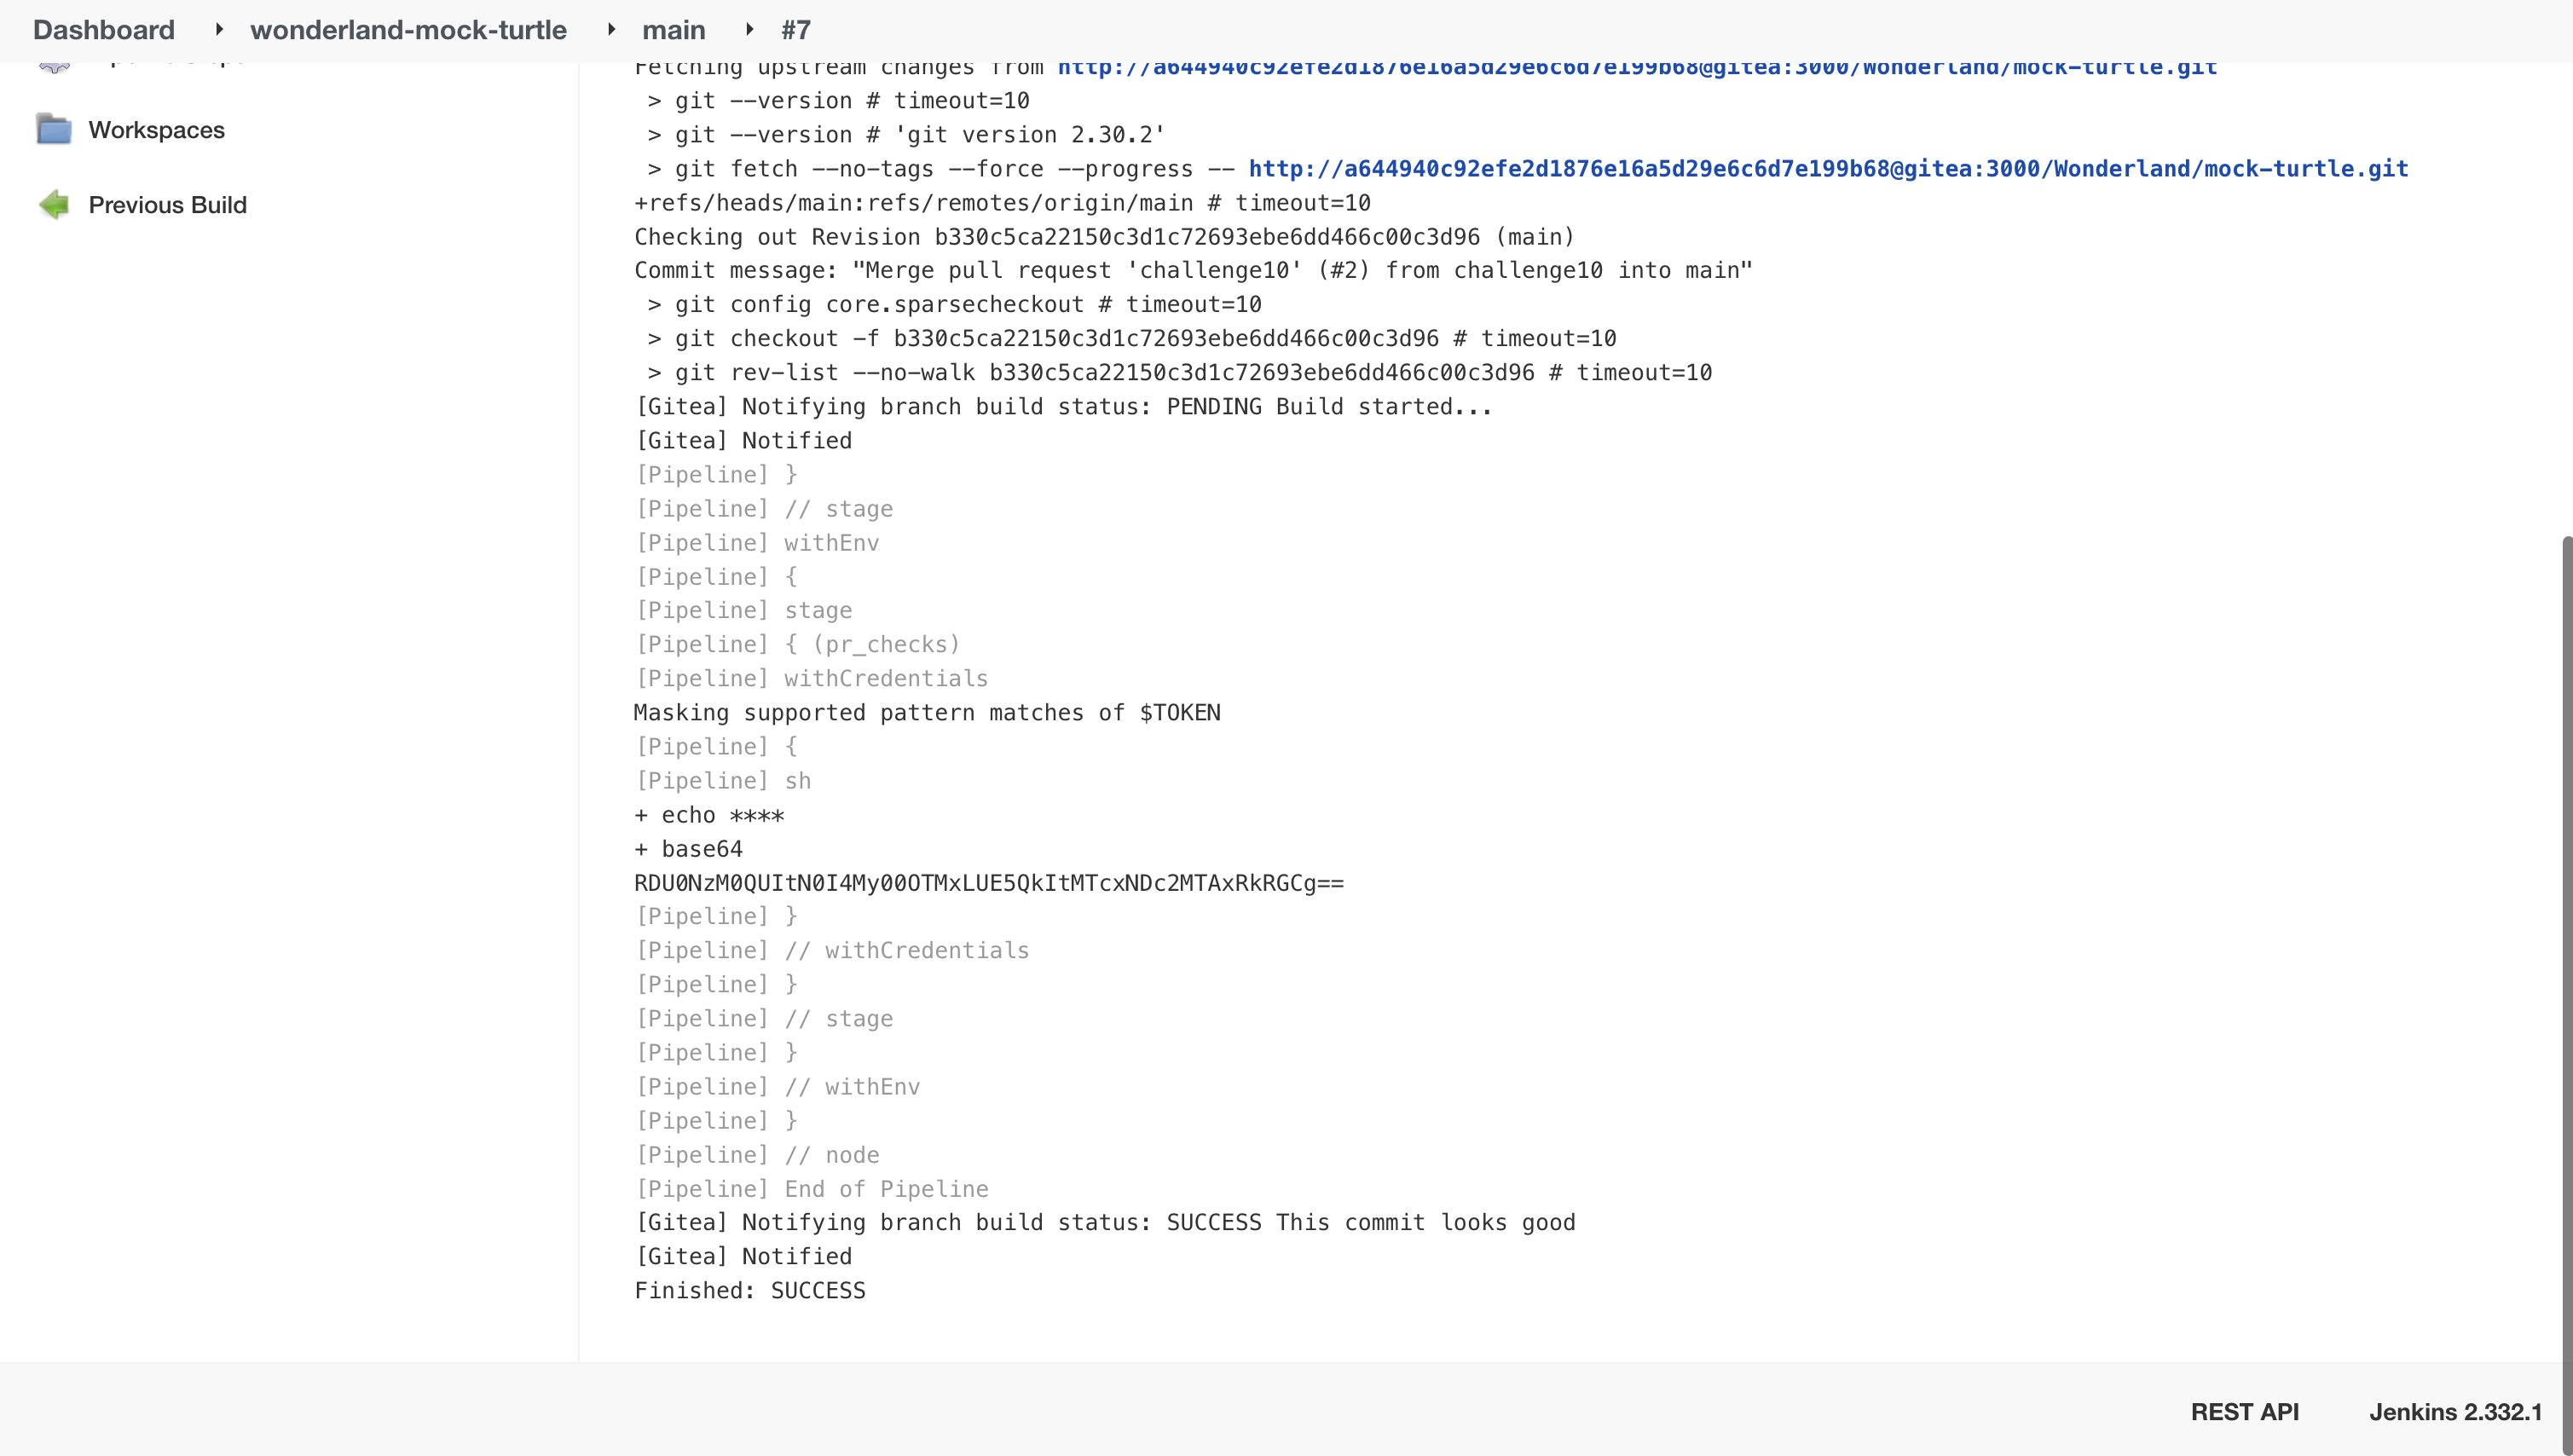 Dashboard wonderland-mock-turtle main #7
Workspaces
Previous Build
Fetching upstream changes from http://a644940c92efe2d1876e16a5d29e6c6d7e199b68@gitea:3000/Wonderland/mock-turtle.git
> git --version # timeout=10
> git --version # 'git version 2.30.2'
> git fetch --no-tags --force --progress -- http://a644940c92efe2d1876e16a5d29e6c6d7e199b68@gitea:3000/Wonderland/mock-turtle.git
+refs/heads/main:refs/remotes/origin/main # timeout=10
Checking out Revision b330c5ca22150c3d1c72693ebe6dd466c00c3d96 (main)
Commit message: "Merge pull request 'challenge10' (#2) from challenge10 into main"
> git config core.sparsecheckout # timeout=10
> git checkout -f b330c5ca22150c3d1c72693ebe6dd466c00c3d96 # timeout=10
> git rev-list --no-walk b330c5ca22150c3d1c72693ebe6dd466c00c3d96 # timeout=10
[Gitea] Notifying branch build status: PENDING Build started...
[Gitea] Notified
[Pipeline] }
[Pipeline] // stage
[Pipeline] withEnv
[Pipeline] {
[Pipeline] stage
[Pipeline] { (pr_checks)
[Pipeline] withCredentials
Masking supported pattern matches of $TOKEN
[Pipeline] {
[Pipeline] sh
+ echo ****
+ base64
RDU0NzM0QUItN0I4My00OTMxLUE5QkItMTcxNDc2MTAxRkRGCg==
[Pipeline] }
[Pipeline] // withCredentials
[Pipeline] }
[Pipeline] // stage
[Pipeline] }
[Pipeline] // withEnv
[Pipeline] }
[Pipeline] // node
[Pipeline] End of Pipeline
[Gitea] Notifying branch build status: SUCCESS This commit looks good
[Gitea] Notified
Finished: SUCCESS
REST API Jenkins 2.332.1